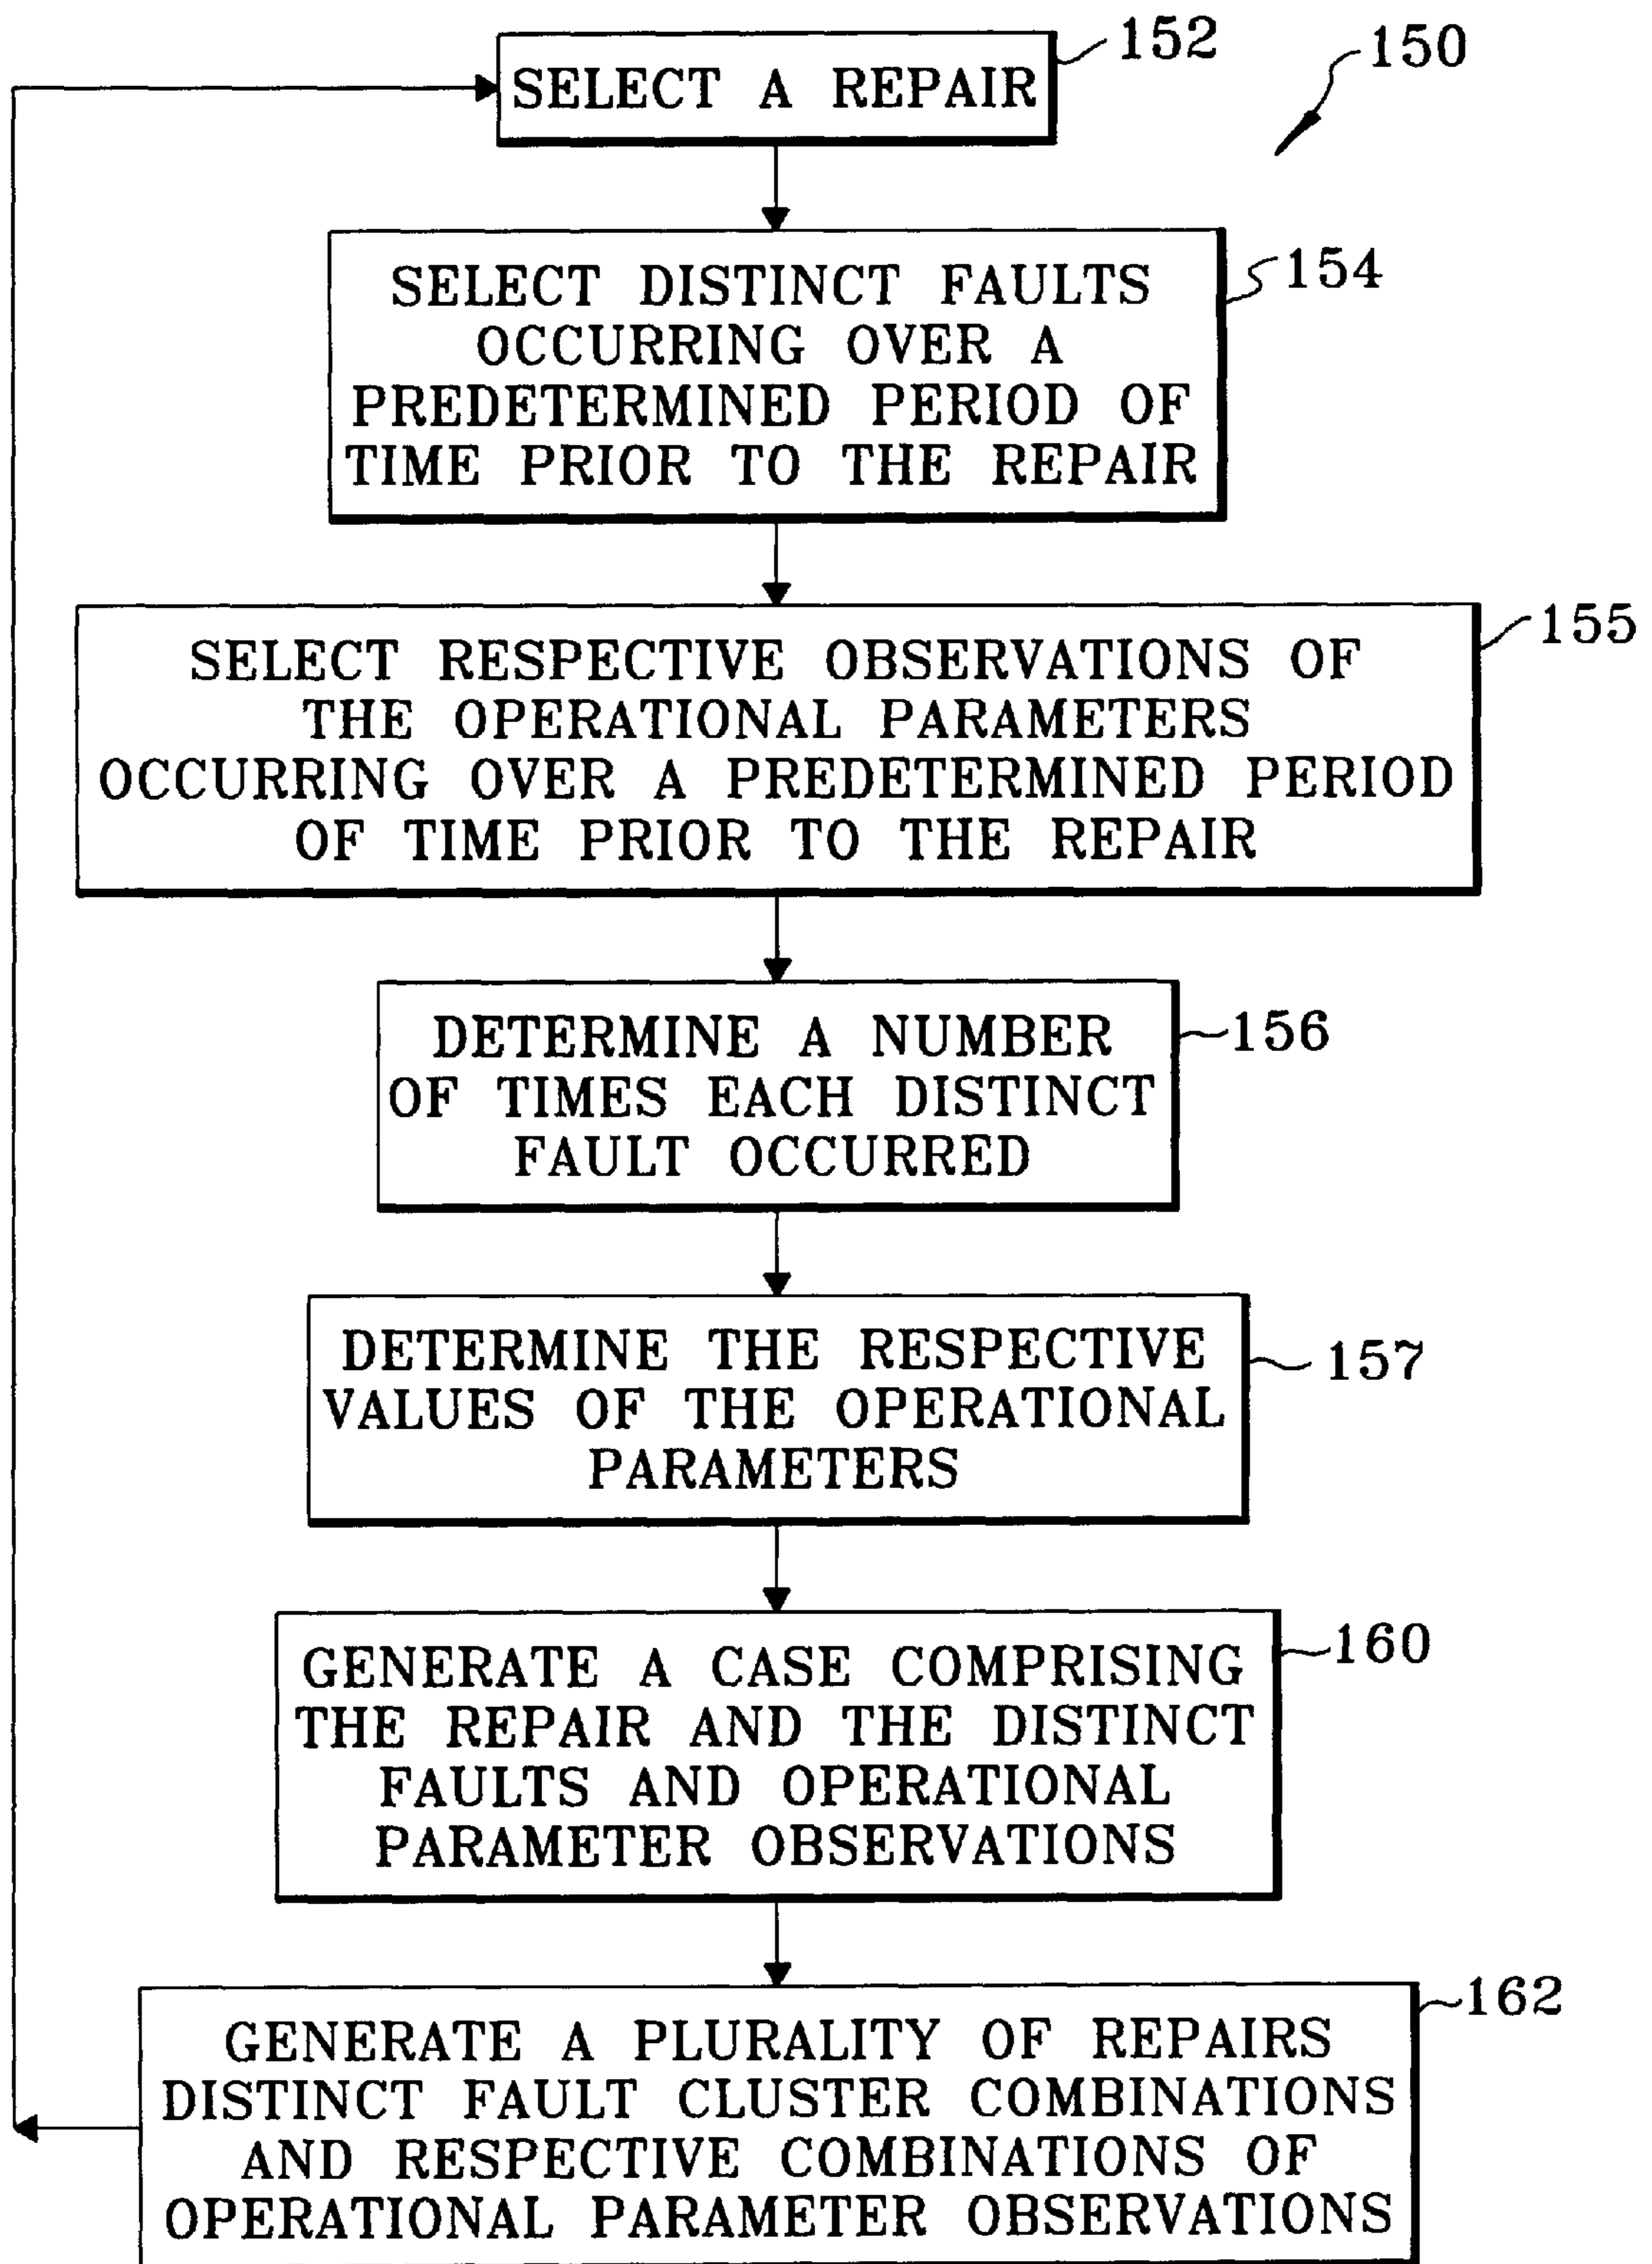 152
150
SELECT A REPAIR
154
SELECT DISTINCT FAULTS
OCCURRING OVER A
PREDETERMINED PERIOD OF
TIME PRIOR TO THE REPAIR
155
SELECT RESPECTIVE OBSERVATIONS OF
THE OPERATIONAL PARAMETERS
OCCURRING OVER A PREDETERMINED PERIOD
OF TIME PRIOR TO THE REPAIR
156
DETERMINE A NUMBER
OF TIMES EACH DISTINCT
FAULT OCCURRED
157
DETERMINE THE RESPECTIVE
VALUES OF THE OPERATIONAL
PARAMETERS
160
GENERATE A CASE COMPRISING
THE REPAIR AND THE DISTINCT
FAULTS AND OPERATIONAL
PARAMETER OBSERVATIONS
162
GENERATE A PLURALITY OF REPAIRS
DISTINCT FAULT CLUSTER COMBINATIONS
AND RESPECTIVE COMBINATIONS OF
OPERATIONAL PARAMETER OBSERVATIONS